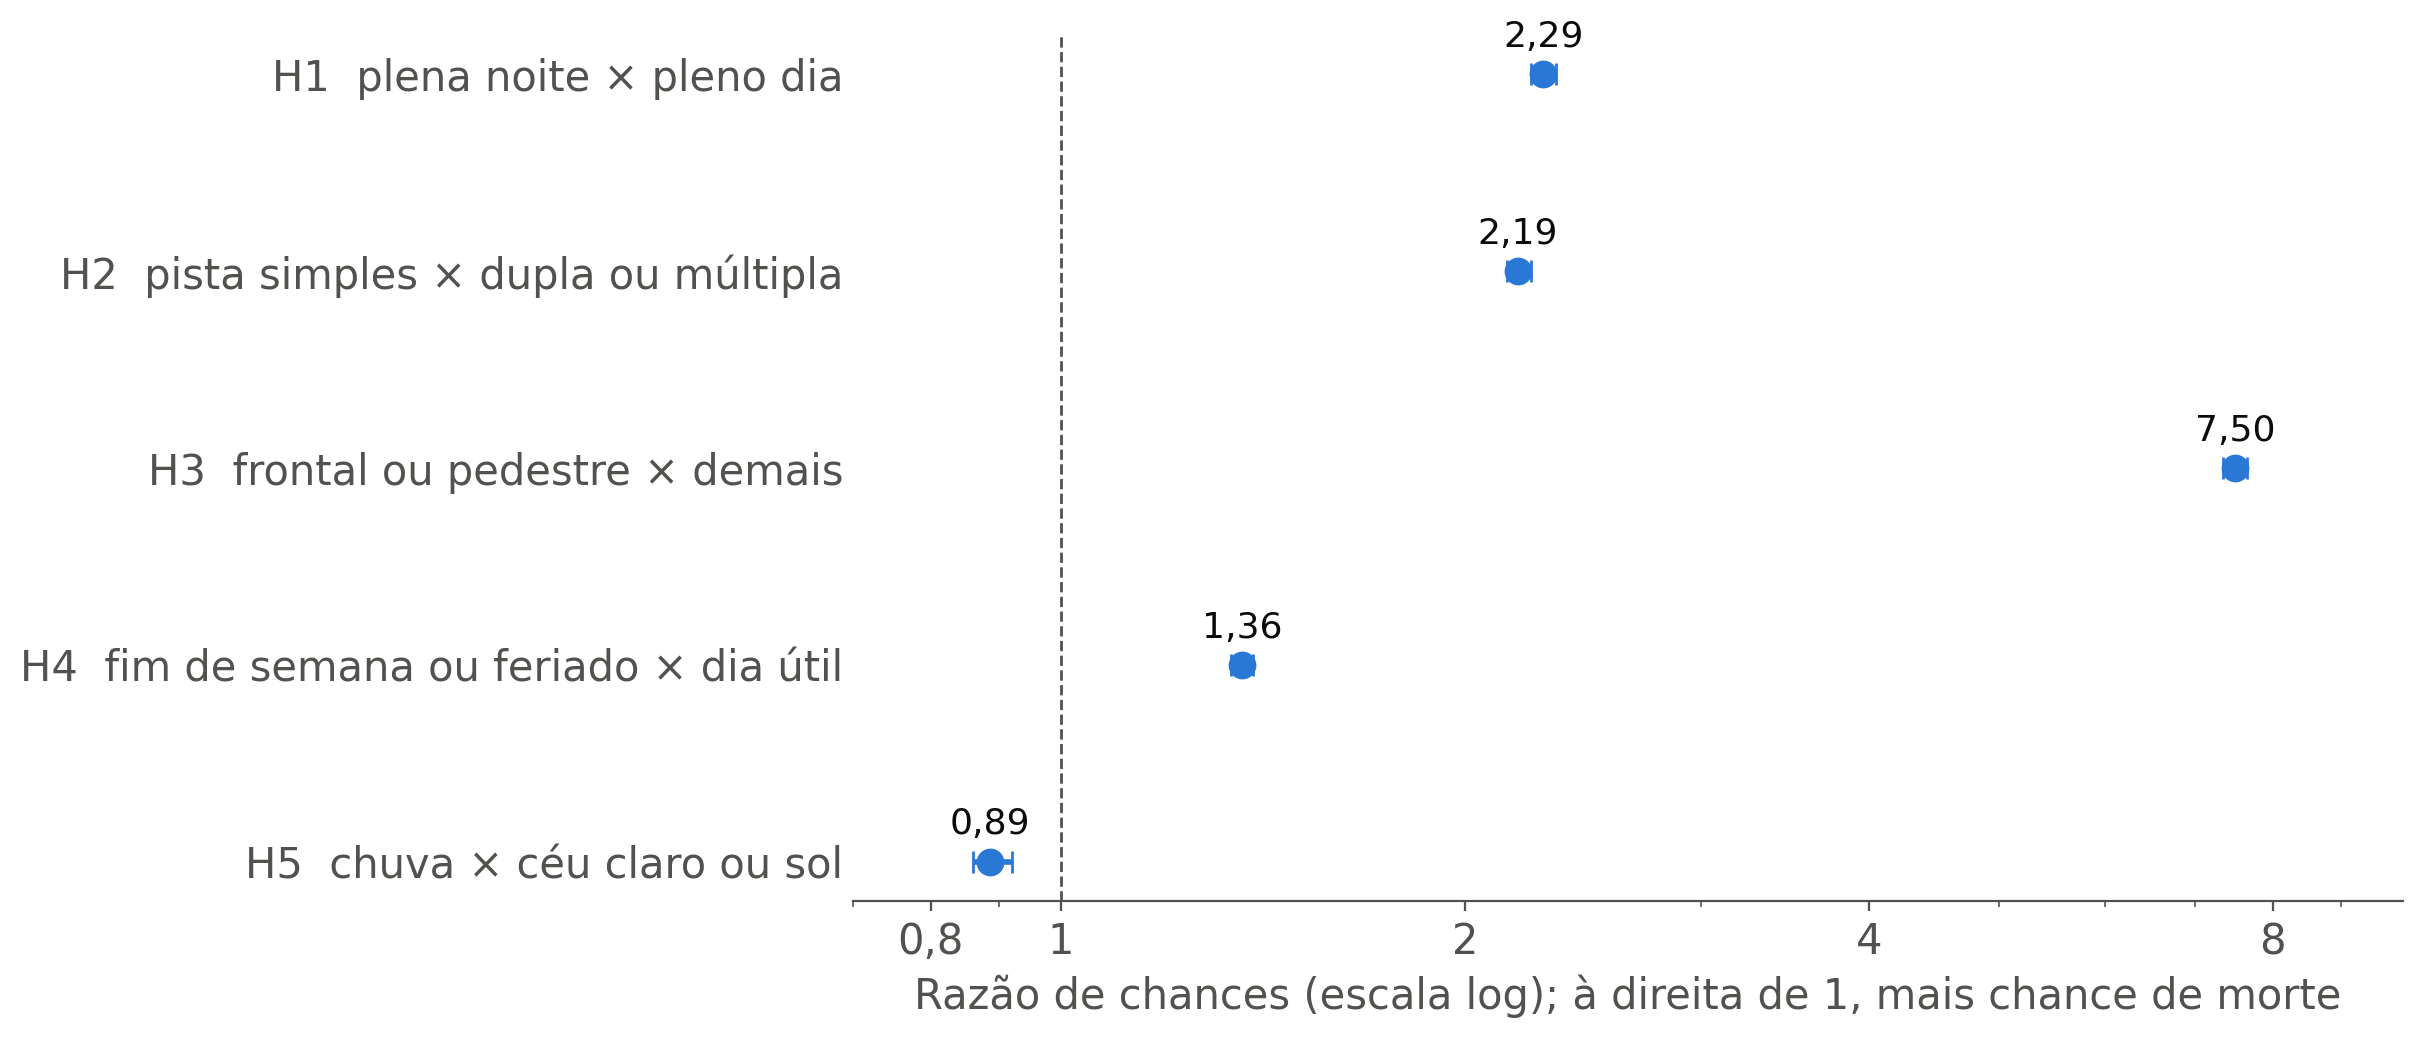 2,29
H1 plena noite × pleno dia
2,19
H2 pista simples × dupla ou múltipla
7,50
H3 frontal ou pedestre × demais
1,36
H4 fim de semana ou feriado × dia útil
0,89
H5 chuva × céu claro ou sol
0,8 1 2 4 8
Razão de chances (escala log); à direita de 1, mais chance de morte